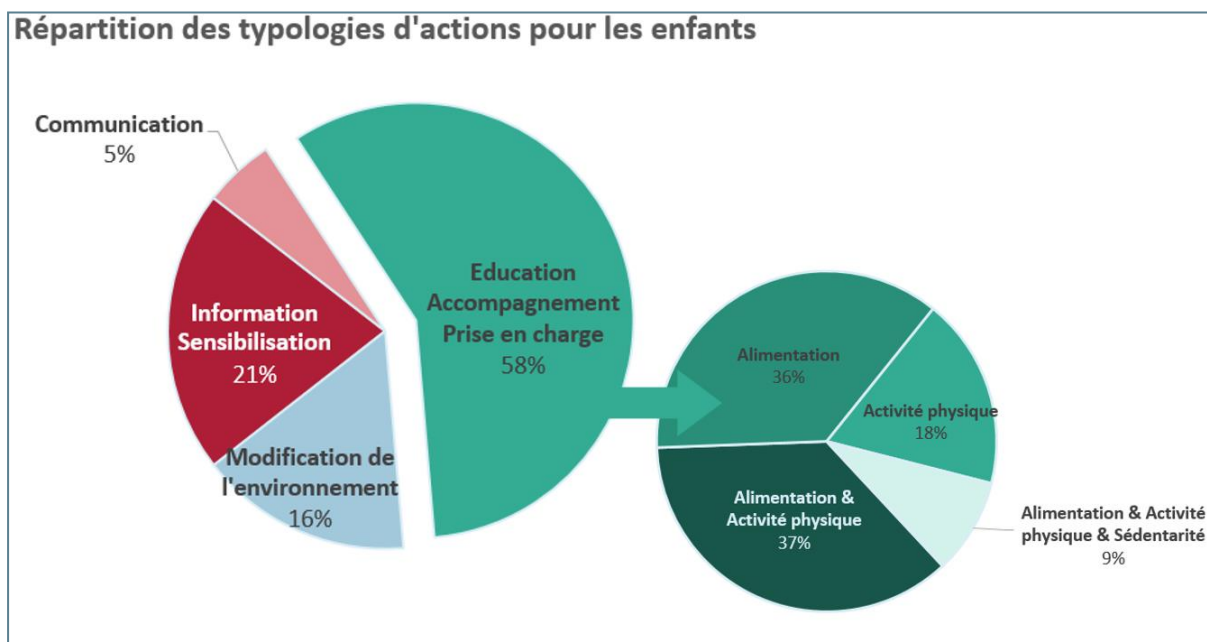 Répartition des typologies d'actions pour les enfants
Communication
5%
Education
Accompagnement
Prise en charge
58%
Information
Sensibilisation
21%
Modification de
l'environnement
16%
Alimentation
36%
Activité physique
18%
Alimentation &
Activité physique
37%
Alimentation & Activité
physique & Sédentarité
9%